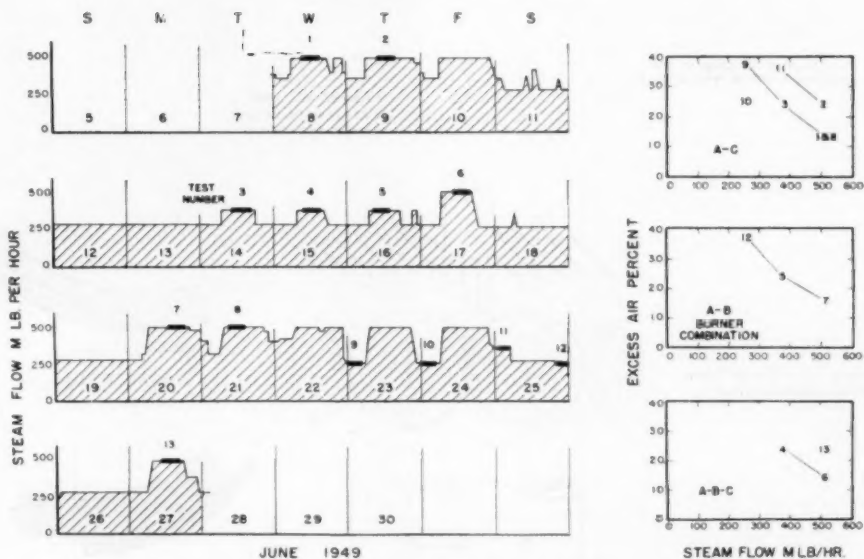 S M T W T F S
1 2
500
250
0
5 6 7 8 9 10 11
TEST NUMBER 3 4 5 6
500
250
0
12 13 14 15 16 17 18
7 8 9 10 11 12
500
250
0
19 20 21 22 23 24 25
13
500
250
0
26 27 28 29 30
STEAM FLOW M LB. PER HOUR
JUNE 1949
40
30
20
10
0
9 11
10 3 2
1&8
A-C
0 100 200 300 400 500 600
40
30
20
10
0
12
5
7
A-B
BURNER
COMBINATION
0 100 200 300 400 500 600
40
30
20
10
0
4 13
6
A-B-C
0 100 200 300 400 500 600
EXCESS AIR PERCENT
STEAM FLOW M LB/HR.